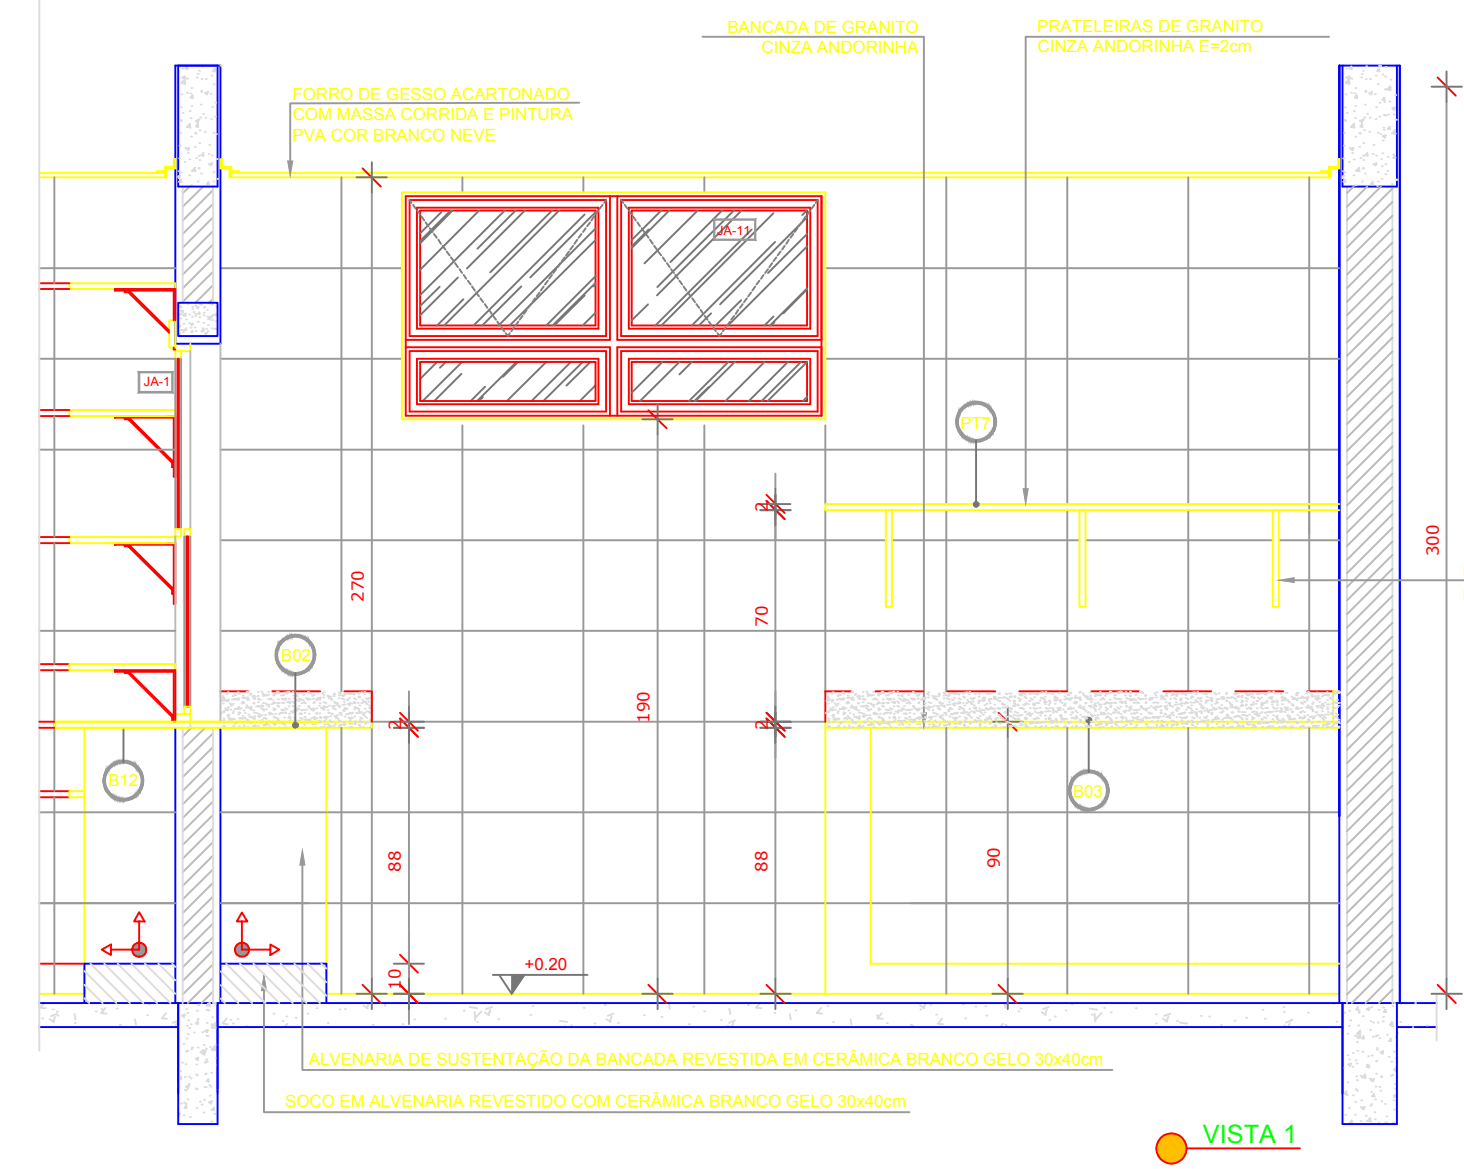 BANCADA DE GRANITO
CINZA ANDORINHA
PRATELEIRAS DE GRANITO
CINZA ANDORINHA E=2cm
FORRO DE GESSO ACARTONADO
COM MASSA CORRIDA E PINTURA
PVA COR BRANCO NEVE
JA-11
JA-1
PT7
300
2
270
70
B02
190
2
2
B12
B03
88
88
90
10
+0.20
ALVENARIA DE SUSTENTAÇÃO DA BANCADA REVESTIDA EM CERÂMICA BRANCO GELO 30x40cm
SOCO EM ALVENARIA REVESTIDO COM CERÂMICA BRANCO GELO 30x40cm
VISTA 1